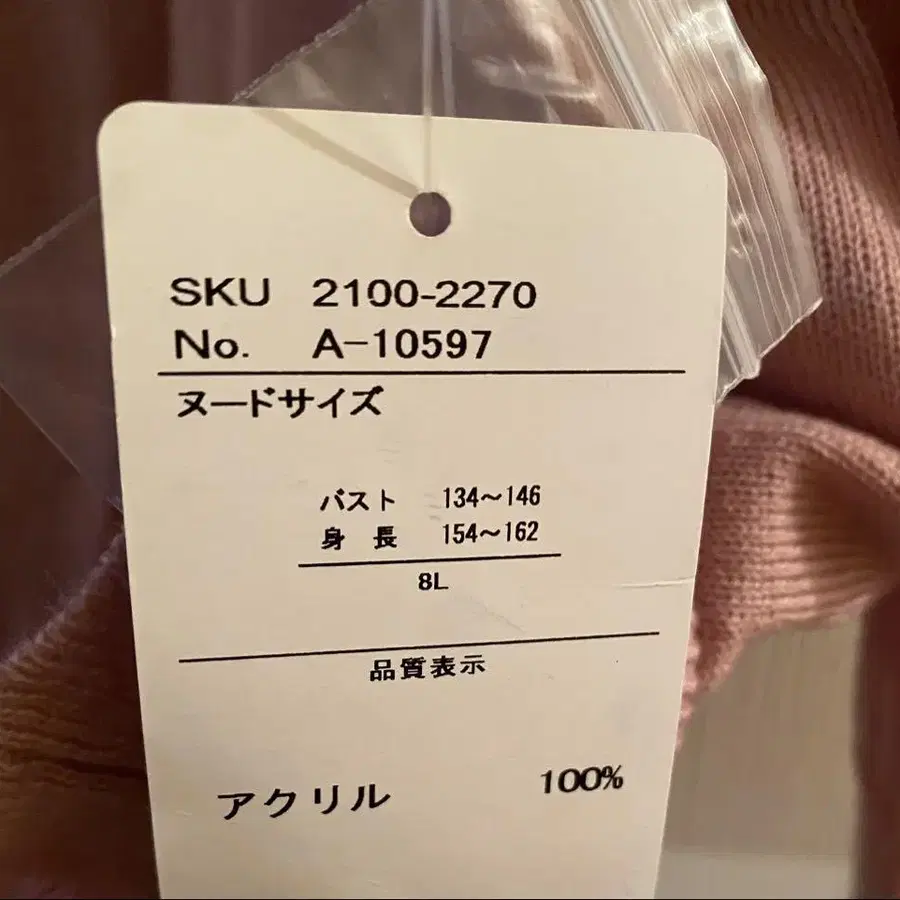 SKU 2100-2270
No. A-10597
ヌードサイズ
バスト 134～146
身 長 154～162
8L
品質表示
アクリル 100%